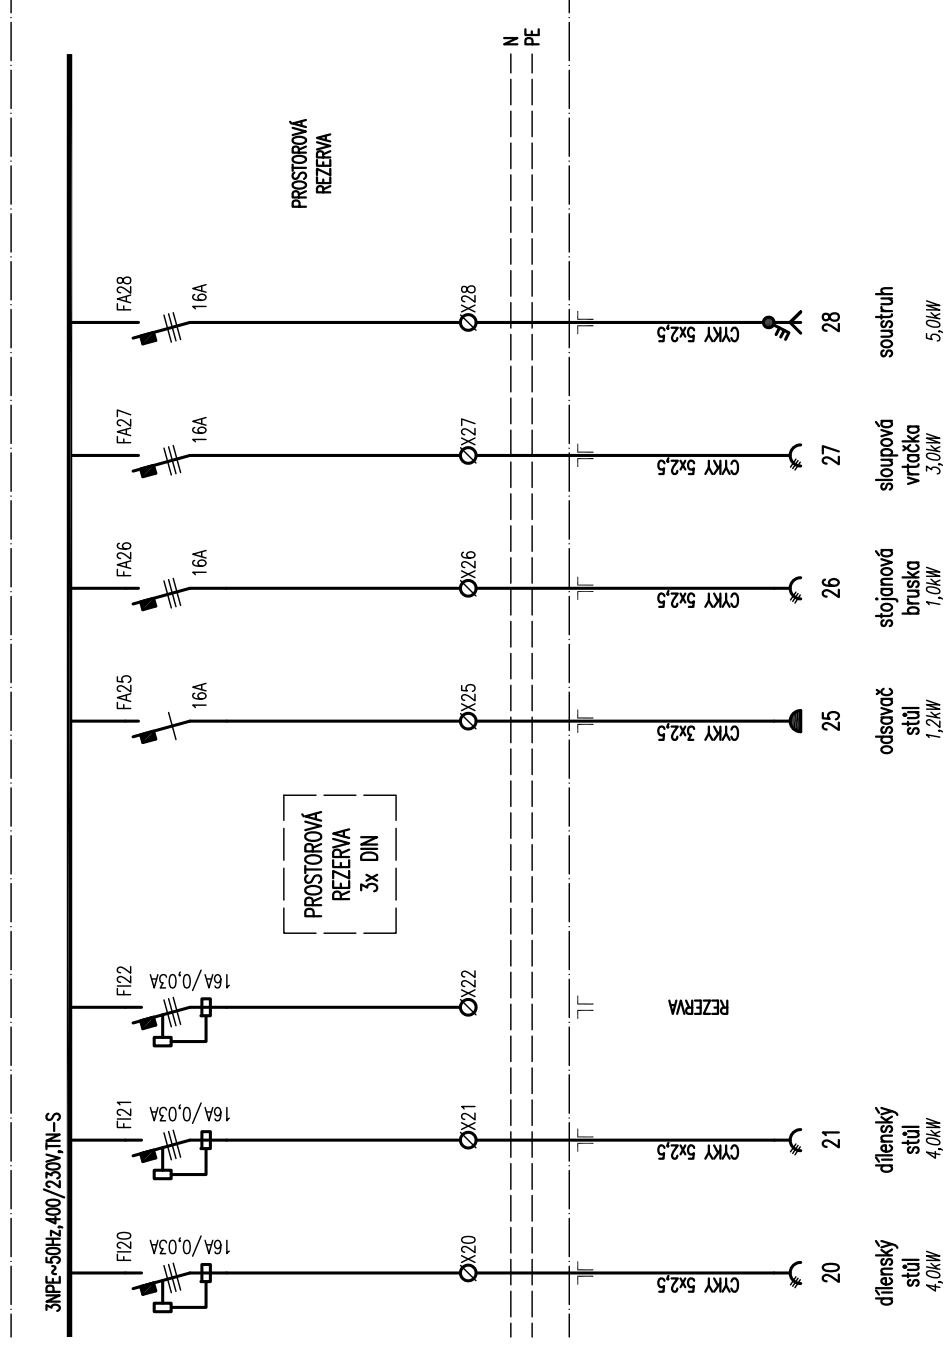 3NPE~50Hz,400/230V,TN-S
N
PE
FI20
16A/0,03A
X20
CYKY 5x2,5
20
dílenský
stůl
4,0kW
FI21
16A/0,03A
X21
CYKY 5x2,5
21
dílenský
stůl
4,0kW
FI22
16A/0,03A
X22
REZERVA
PROSTOROVÁ
REZERVA
3x DIN
FA25
16A
X25
CYKY 3x2,5
25
odsavač
stůl
1,2kW
FA26
16A
X26
CYKY 5x2,5
26
stojanová
bruska
1,0kW
FA27
16A
X27
CYKY 5x2,5
27
sloupová
vrtačka
3,0kW
FA28
16A
X28
CYKY 5x2,5
28
soustruh
5,0kW
PROSTOROVÁ
REZERVA